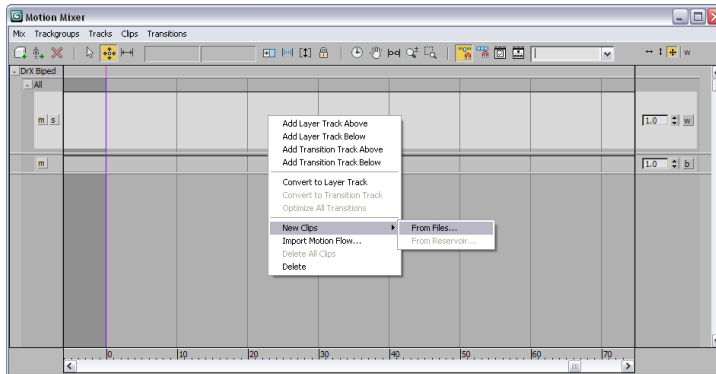 Motion Mixer
Mix Trackgroups Tracks Clips Transitions
w
- DrX Biped
- All
m s
1.0 w
m
1.0 b
Add Layer Track Above
Add Layer Track Below
Add Transition Track Above
Add Transition Track Below
Convert to Layer Track
Convert to Transition Track
Optimize All Transitions
New Clips
From Files...
Import Motion Flow...
From Reservoir...
Delete All Clips
Delete
0 10 20 30 40 50 60 70